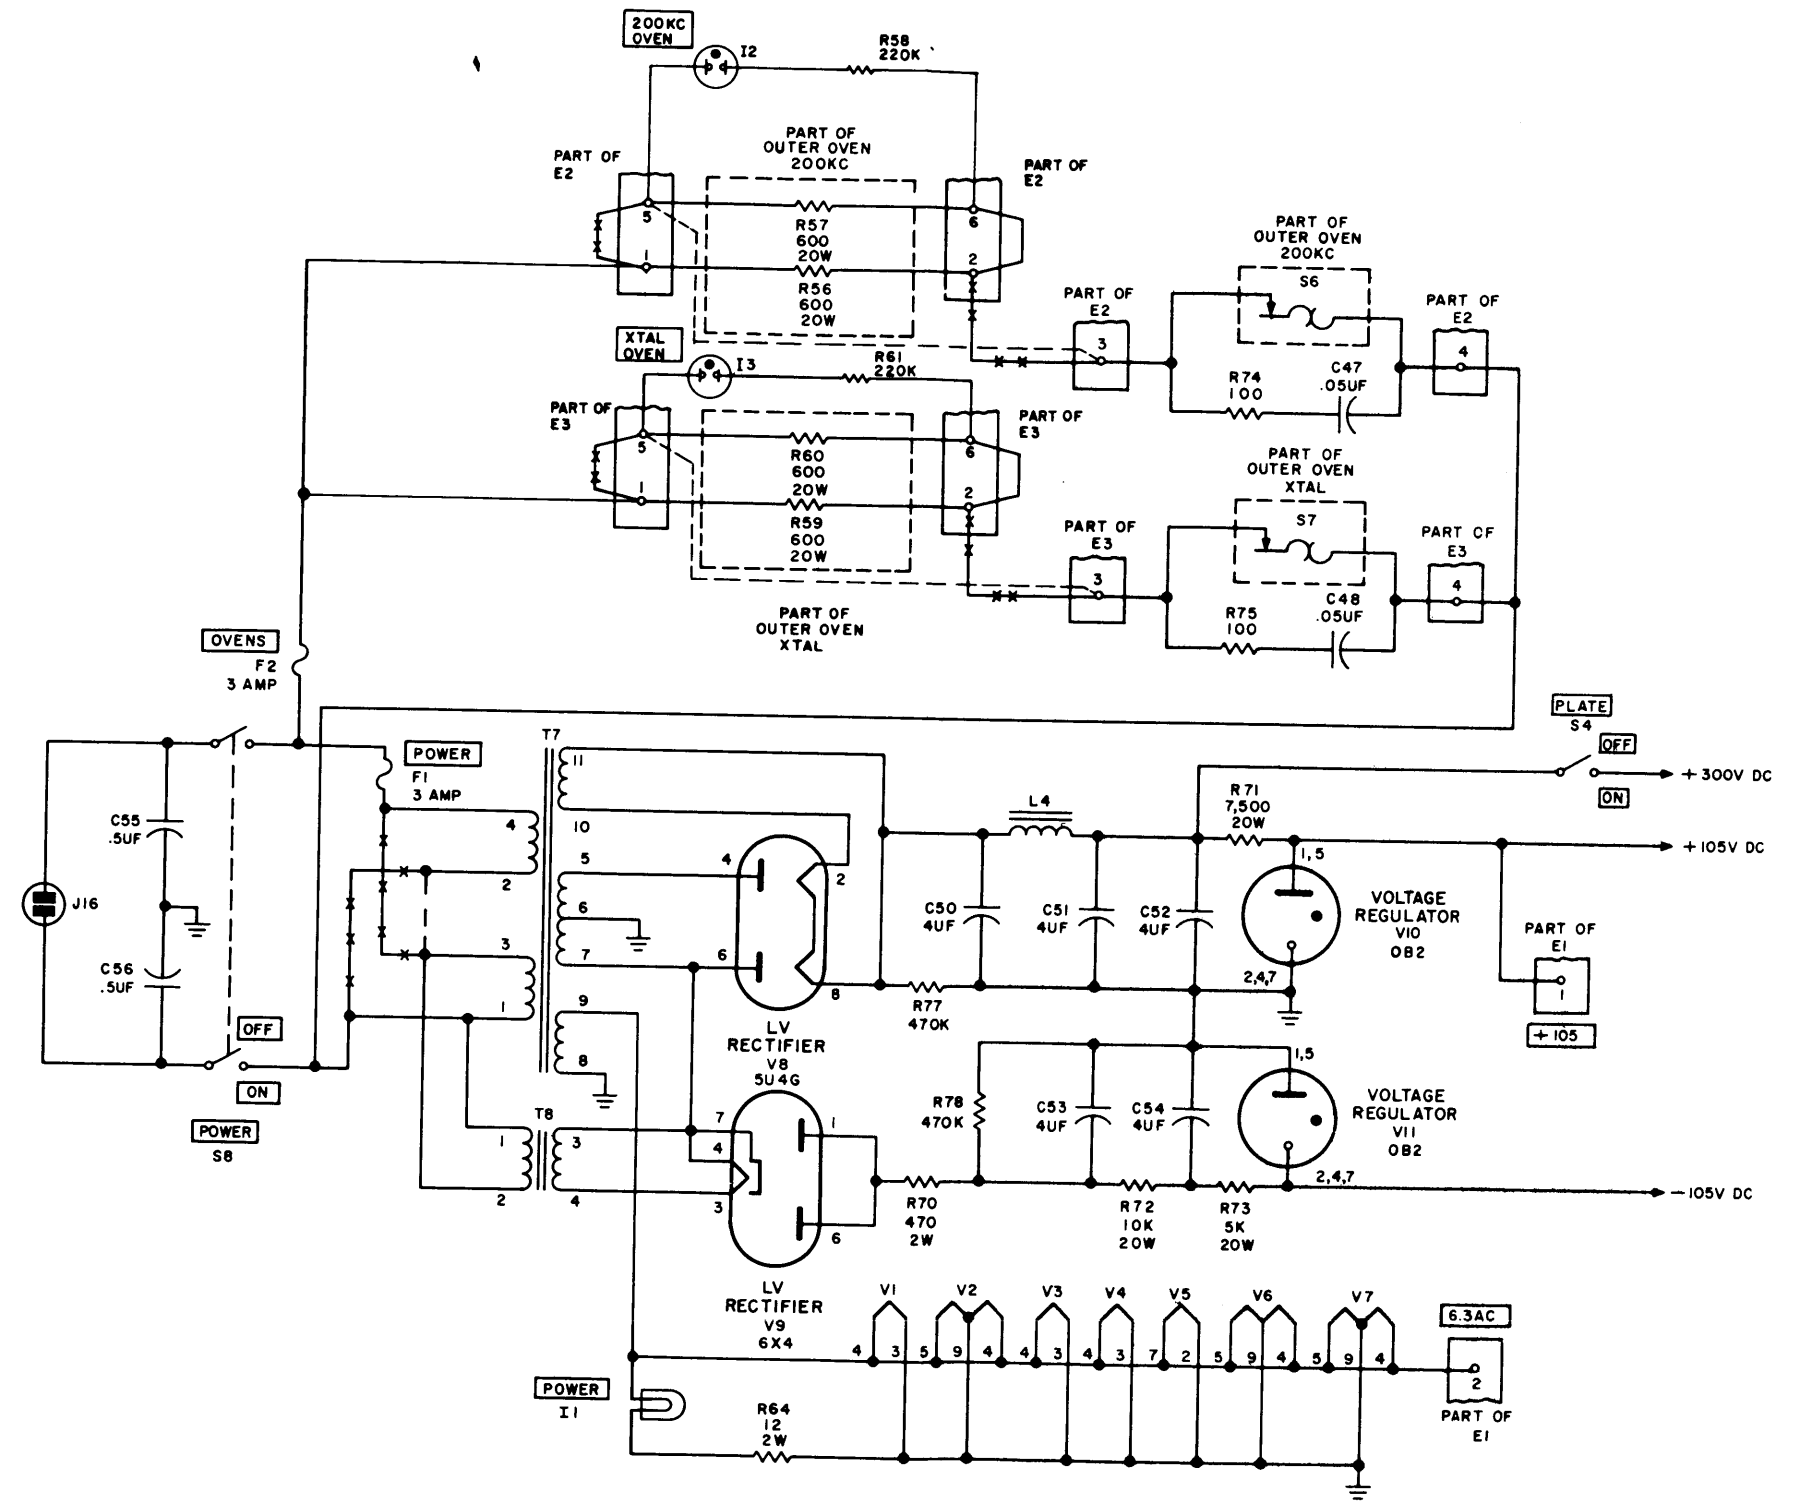 200KC
OVEN
I2
R58
220K
PART OF
E2
PART OF
OUTER OVEN
200KC
PART OF
E2
5
R57
600
20W
6
1
R56
600
20W
2
PART OF
OUTER OVEN
200KC
S6
PART OF
E2
3
R74
100
C47
.05UF
PART OF
E2
4
XTAL
OVEN
I3
R61
220K
PART OF
E3
PART OF
E3
5
R60
600
20W
6
1
R59
600
20W
2
PART OF
OUTER OVEN
XTAL
PART OF
OUTER OVEN
XTAL
S7
PART OF
E3
3
R75
100
C48
.05UF
PART OF
E3
4
OVENS
F2
3 AMP
POWER
F1
3 AMP
C55
.5UF
J16
C56
.5UF
OFF
ON
POWER
S8
T7
11
10
4
2
5
6
7
3
1
9
8
T8
1
2
3
4
4
2
6
8
LV
RECTIFIER
V8
5U4G
7
4
3
1
6
LV
RECTIFIER
V9
6X4
L4
C50
4UF
C51
4UF
C52
4UF
R77
470K
R71
7,500
20W
PLATE
S4
OFF
ON
+300V DC
+105V DC
1,5
VOLTAGE
REGULATOR
V10
OB2
2,4,7
PART OF
E1
1
+105
R78
470K
C53
4UF
C54
4UF
1,5
VOLTAGE
REGULATOR
V11
OB2
2,4,7
R70
470
2W
R72
10K
20W
R73
5K
20W
-105V DC
V1
V2
V3
V4
V5
V6
V7
4 3 5 9 4 4 3 4 3 7 2 5 9 4 5 9 4
6.3AC
2
PART OF
E1
POWER
I1
R64
12
2W